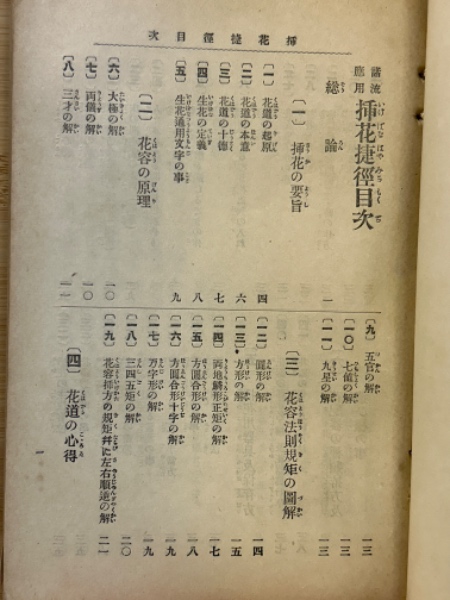 挿花捷徑目次
諸流應用 挿花捷徑目次
總論 一
〔一〕 挿花の要旨
〔一〕 花道の起原 四
〔二〕 花道の本意 六
〔三〕 花道の十德 七
〔四〕 生花の定義 八
〔五〕 生花通用文字の事 九
〔二〕 花容の原理
〔六〕 大極の解 一〇
〔七〕 兩儀の解 一〇
〔八〕 三才の解 一一
〔九〕 五官の解 一三
〔一〇〕 七備の解 一三
〔一一〕 九星の解 一三
〔三〕 花容法則規矩の圖解
〔一二〕 圓形の解 一四
〔一三〕 方形の解 一五
〔一四〕 兩地鱗形正矩の解 一七
〔一五〕 方圓合形の解 一八
〔一六〕 方圓合形十字の解 一九
〔一七〕 万字形の解 一九
〔一八〕 三四五矩の解 二〇
〔一九〕 花容挿方の規矩幷に左右順逆の解 二一
〔四〕 花道の心得
一